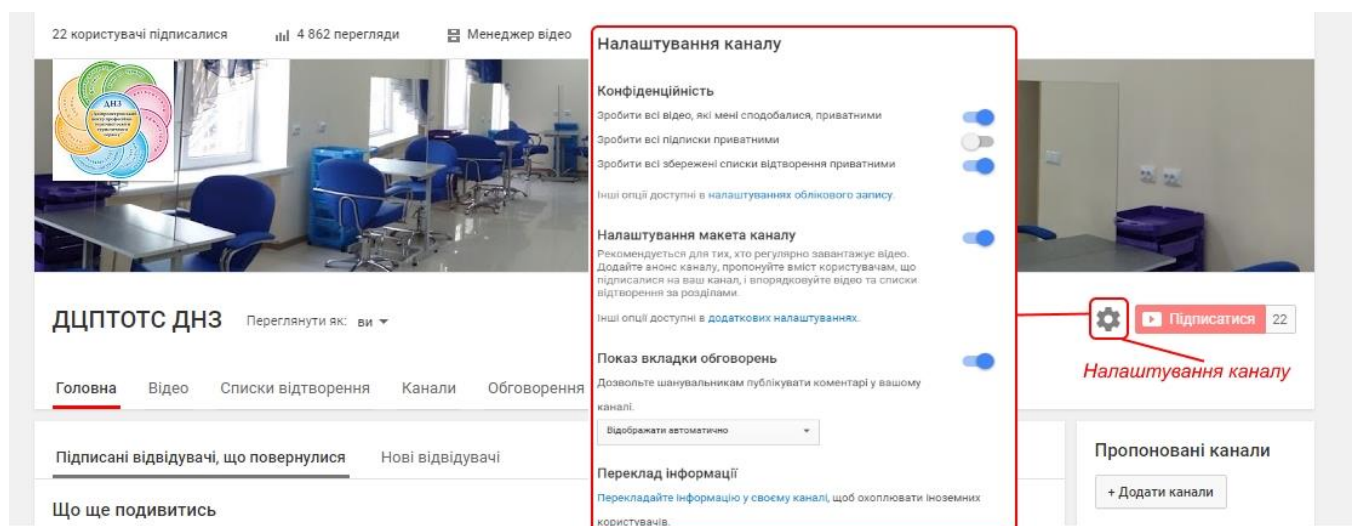 22 користувачі підписалися
4 862 перегляди
Менеджер відео
ДНЗ
ДЦПТОТС ДНЗ
Переглянути як: ви
Головна
Відео
Списки відтворення
Канали
Обговорення
Підписані відвідувачі, що повернулися
Нові відвідувачі
Що ще подивитись
Налаштування каналу
Конфіденційність
Зробити всі відео, які мені сподобалися, приватними
Зробити всі підписки приватними
Зробити всі збережені списки відтворення приватними
Інші опції доступні в налаштуваннях облікового запису.
Налаштування макета каналу
Рекомендується для тих, хто регулярно завантажує відео.
Додайте анонс каналу, пропонуйте вміст користувачам, що
підписалися на ваш канал, і впорядковуйте відео та списки
відтворення за розділами.
Інші опції доступні в додаткових налаштуваннях.
Показ вкладки обговорень
Дозвольте шанувальникам публікувати коментарі у вашому
каналі.
Відображати автоматично
Переклад інформації
Перекладайте інформацію у своєму каналі, щоб охоплювати іноземних
користувачів.
Підписатися 22
Налаштування каналу
Пропоновані канали
+ Додати канали